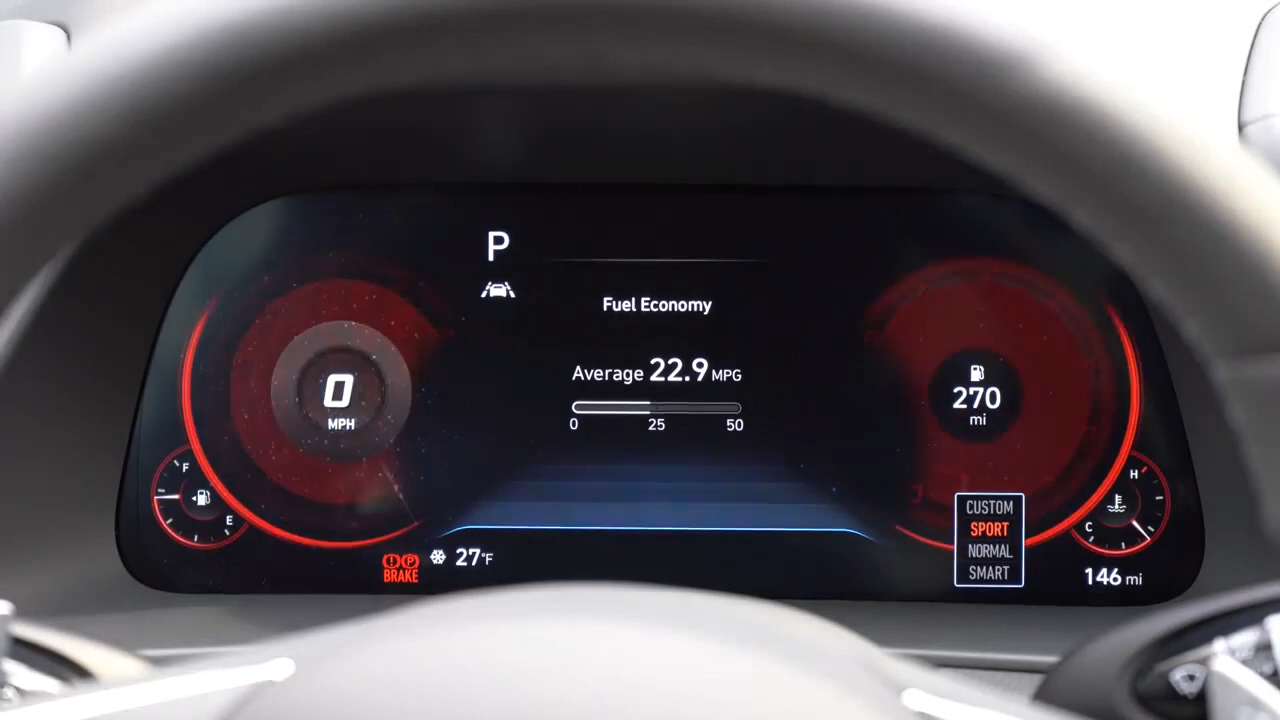 P
Fuel Economy
Average 22.9 MPG
0 25 50
0
MPH
270
mi
F
E
H
C
CUSTOM
SPORT
NORMAL
SMART
P
BRAKE
27°F
146 mi